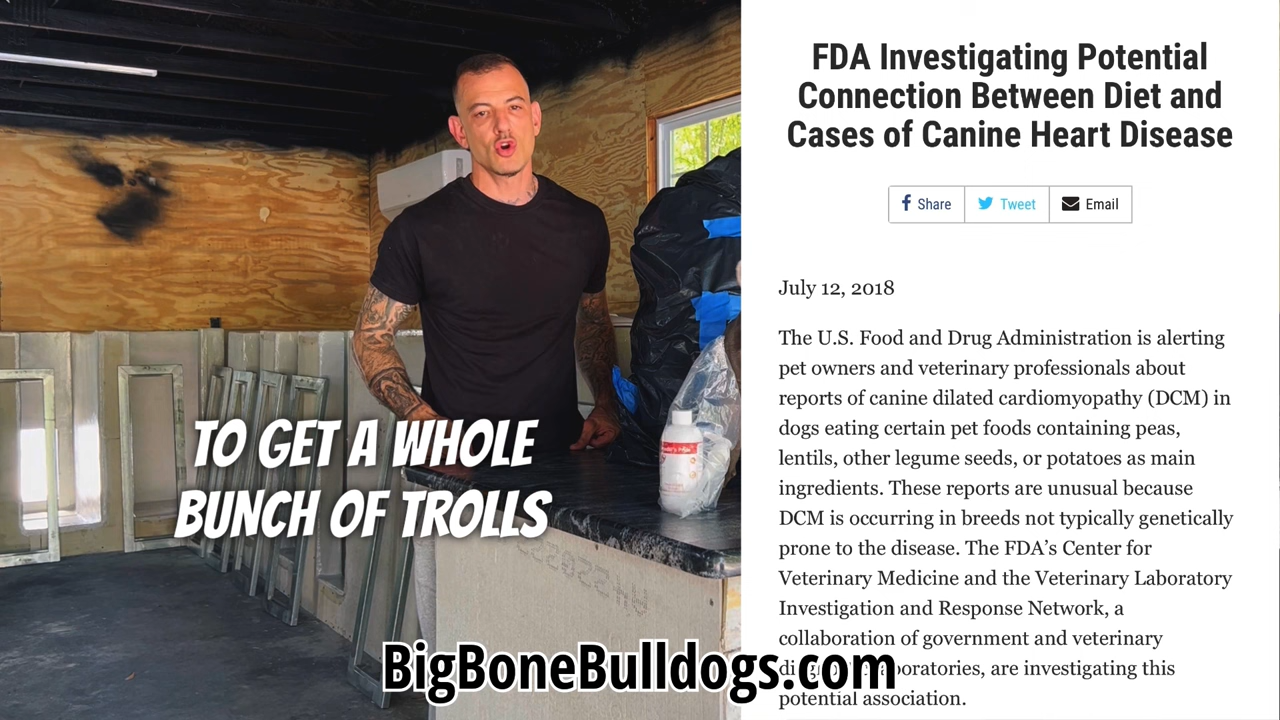 FDA Investigating Potential
Connection Between Diet and
Cases of Canine Heart Disease
Share
Tweet
Email
July 12, 2018
The U.S. Food and Drug Administration is alerting
pet owners and veterinary professionals about
reports of canine dilated cardiomyopathy (DCM) in
dogs eating certain pet foods containing peas,
lentils, other legume seeds, or potatoes as main
ingredients. These reports are unusual because
DCM is occurring in breeds not typically genetically
prone to the disease. The FDA’s Center for
Veterinary Medicine and the Veterinary Laboratory
Investigation and Response Network, a
collaboration of government and veterinary
are investigating this
potential association.
TO GET A WHOLE
BUNCH OF TROLLS
BigBoneBulldogs.com